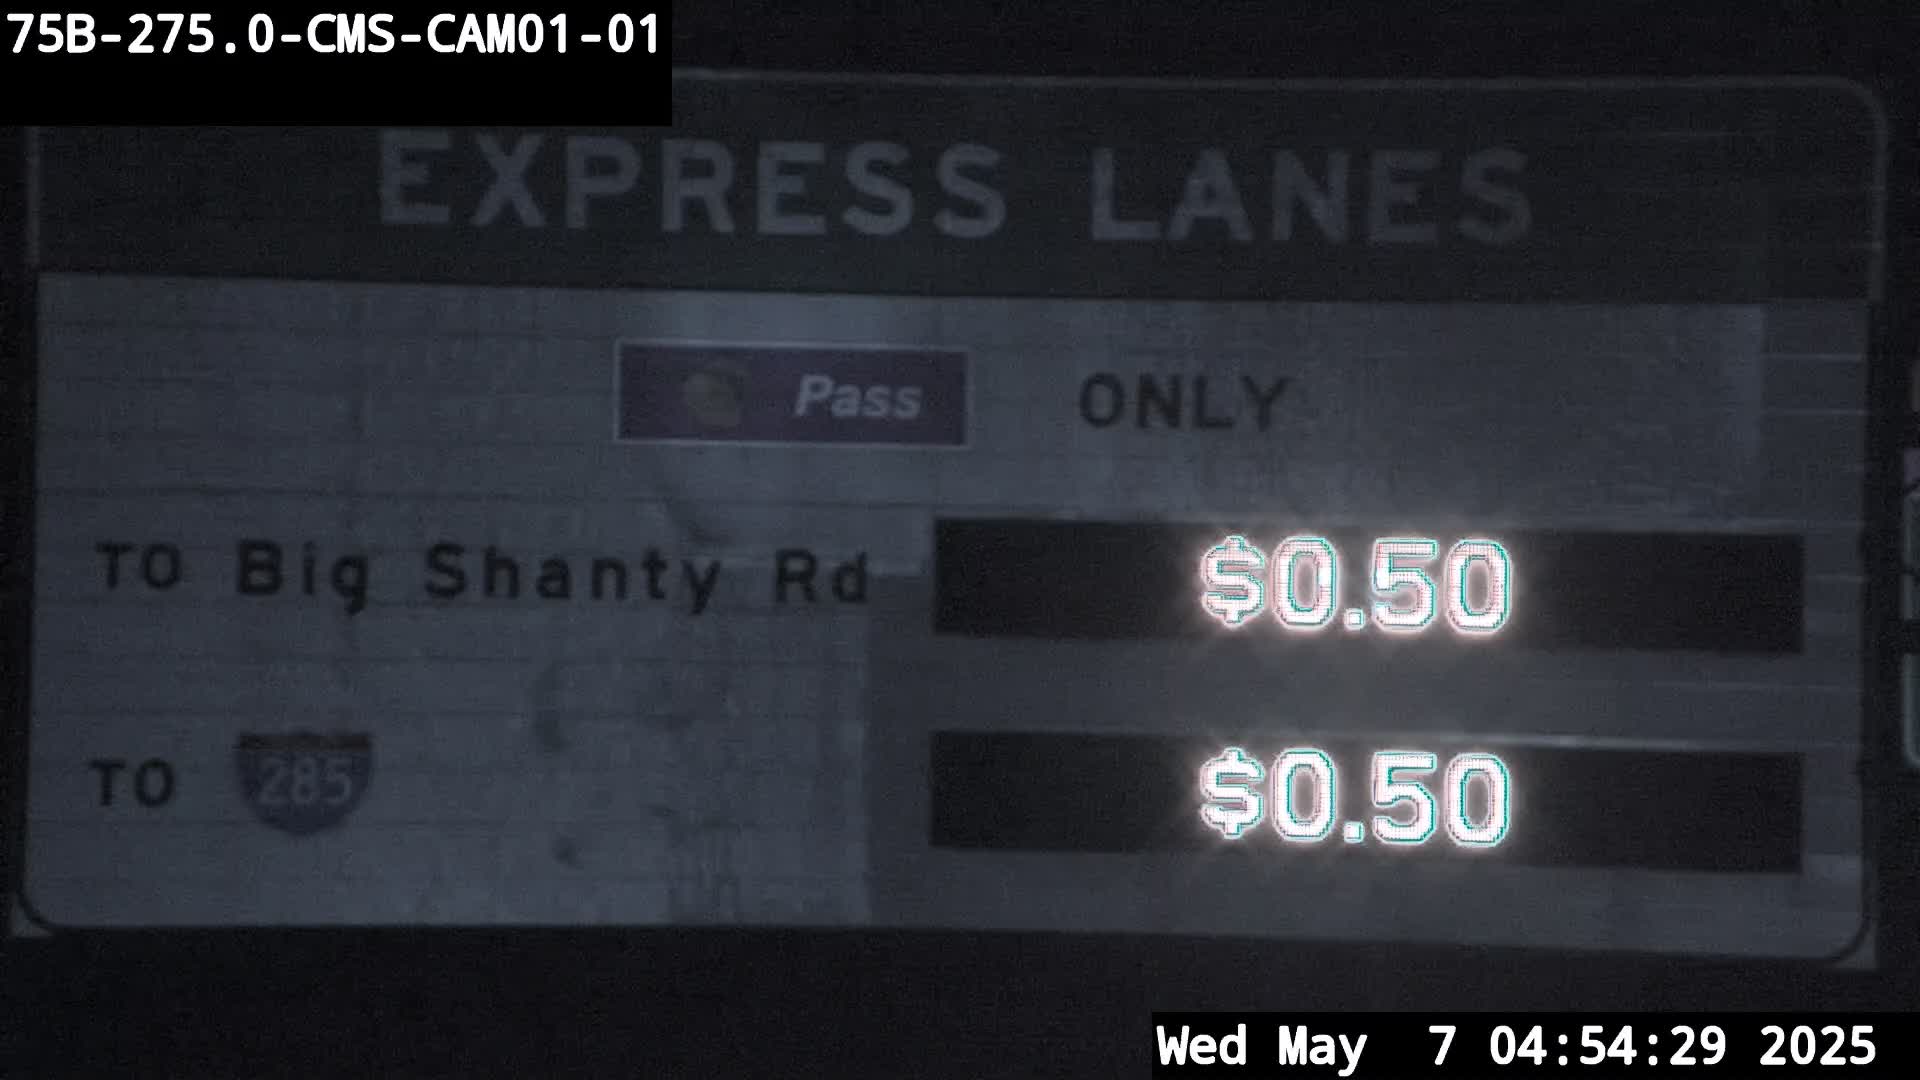 75B-275.0-CMS-CAM01-01
EXPRESS LANES
Pass ONLY
TO Big Shanty Rd $0.50
TO 285 $0.50
Wed May 7 04:54:29 2025